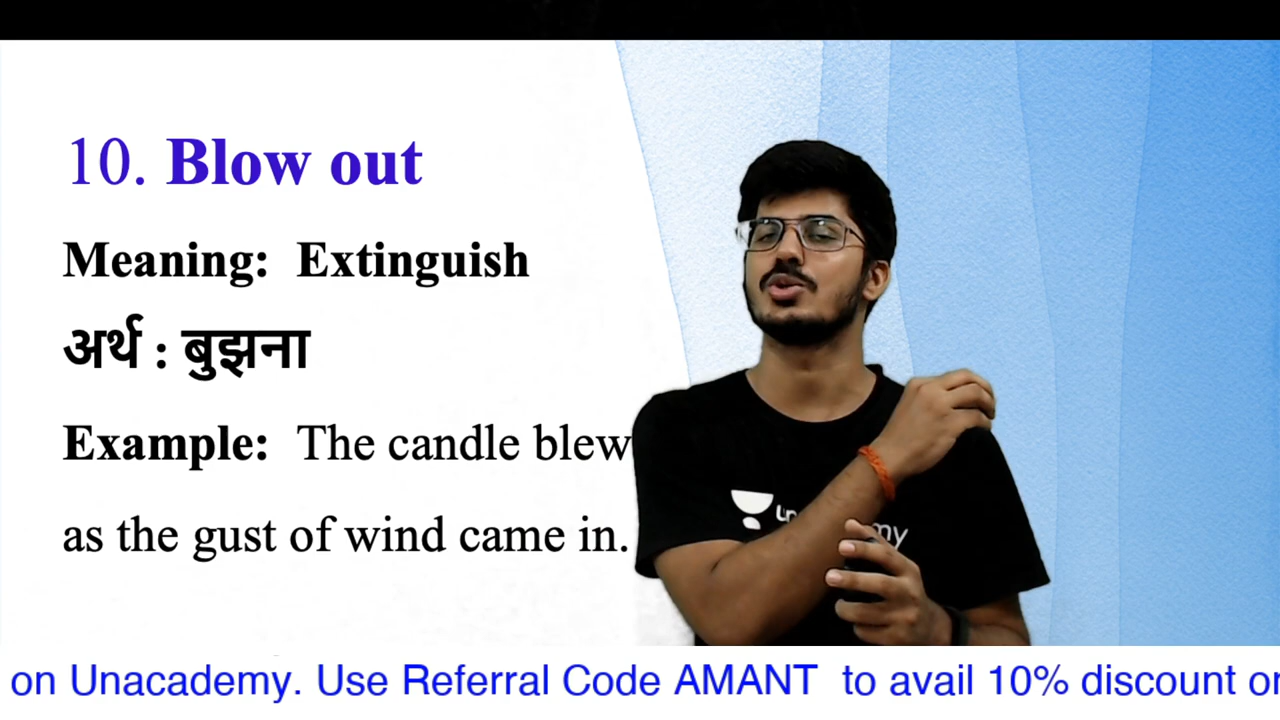 10. Blow out
Meaning: Extinguish
अर्थ : बुझना
Example: The candle blew
as the gust of wind came in.
on Unacademy. Use Referral Code AMANT to avail 10% discount